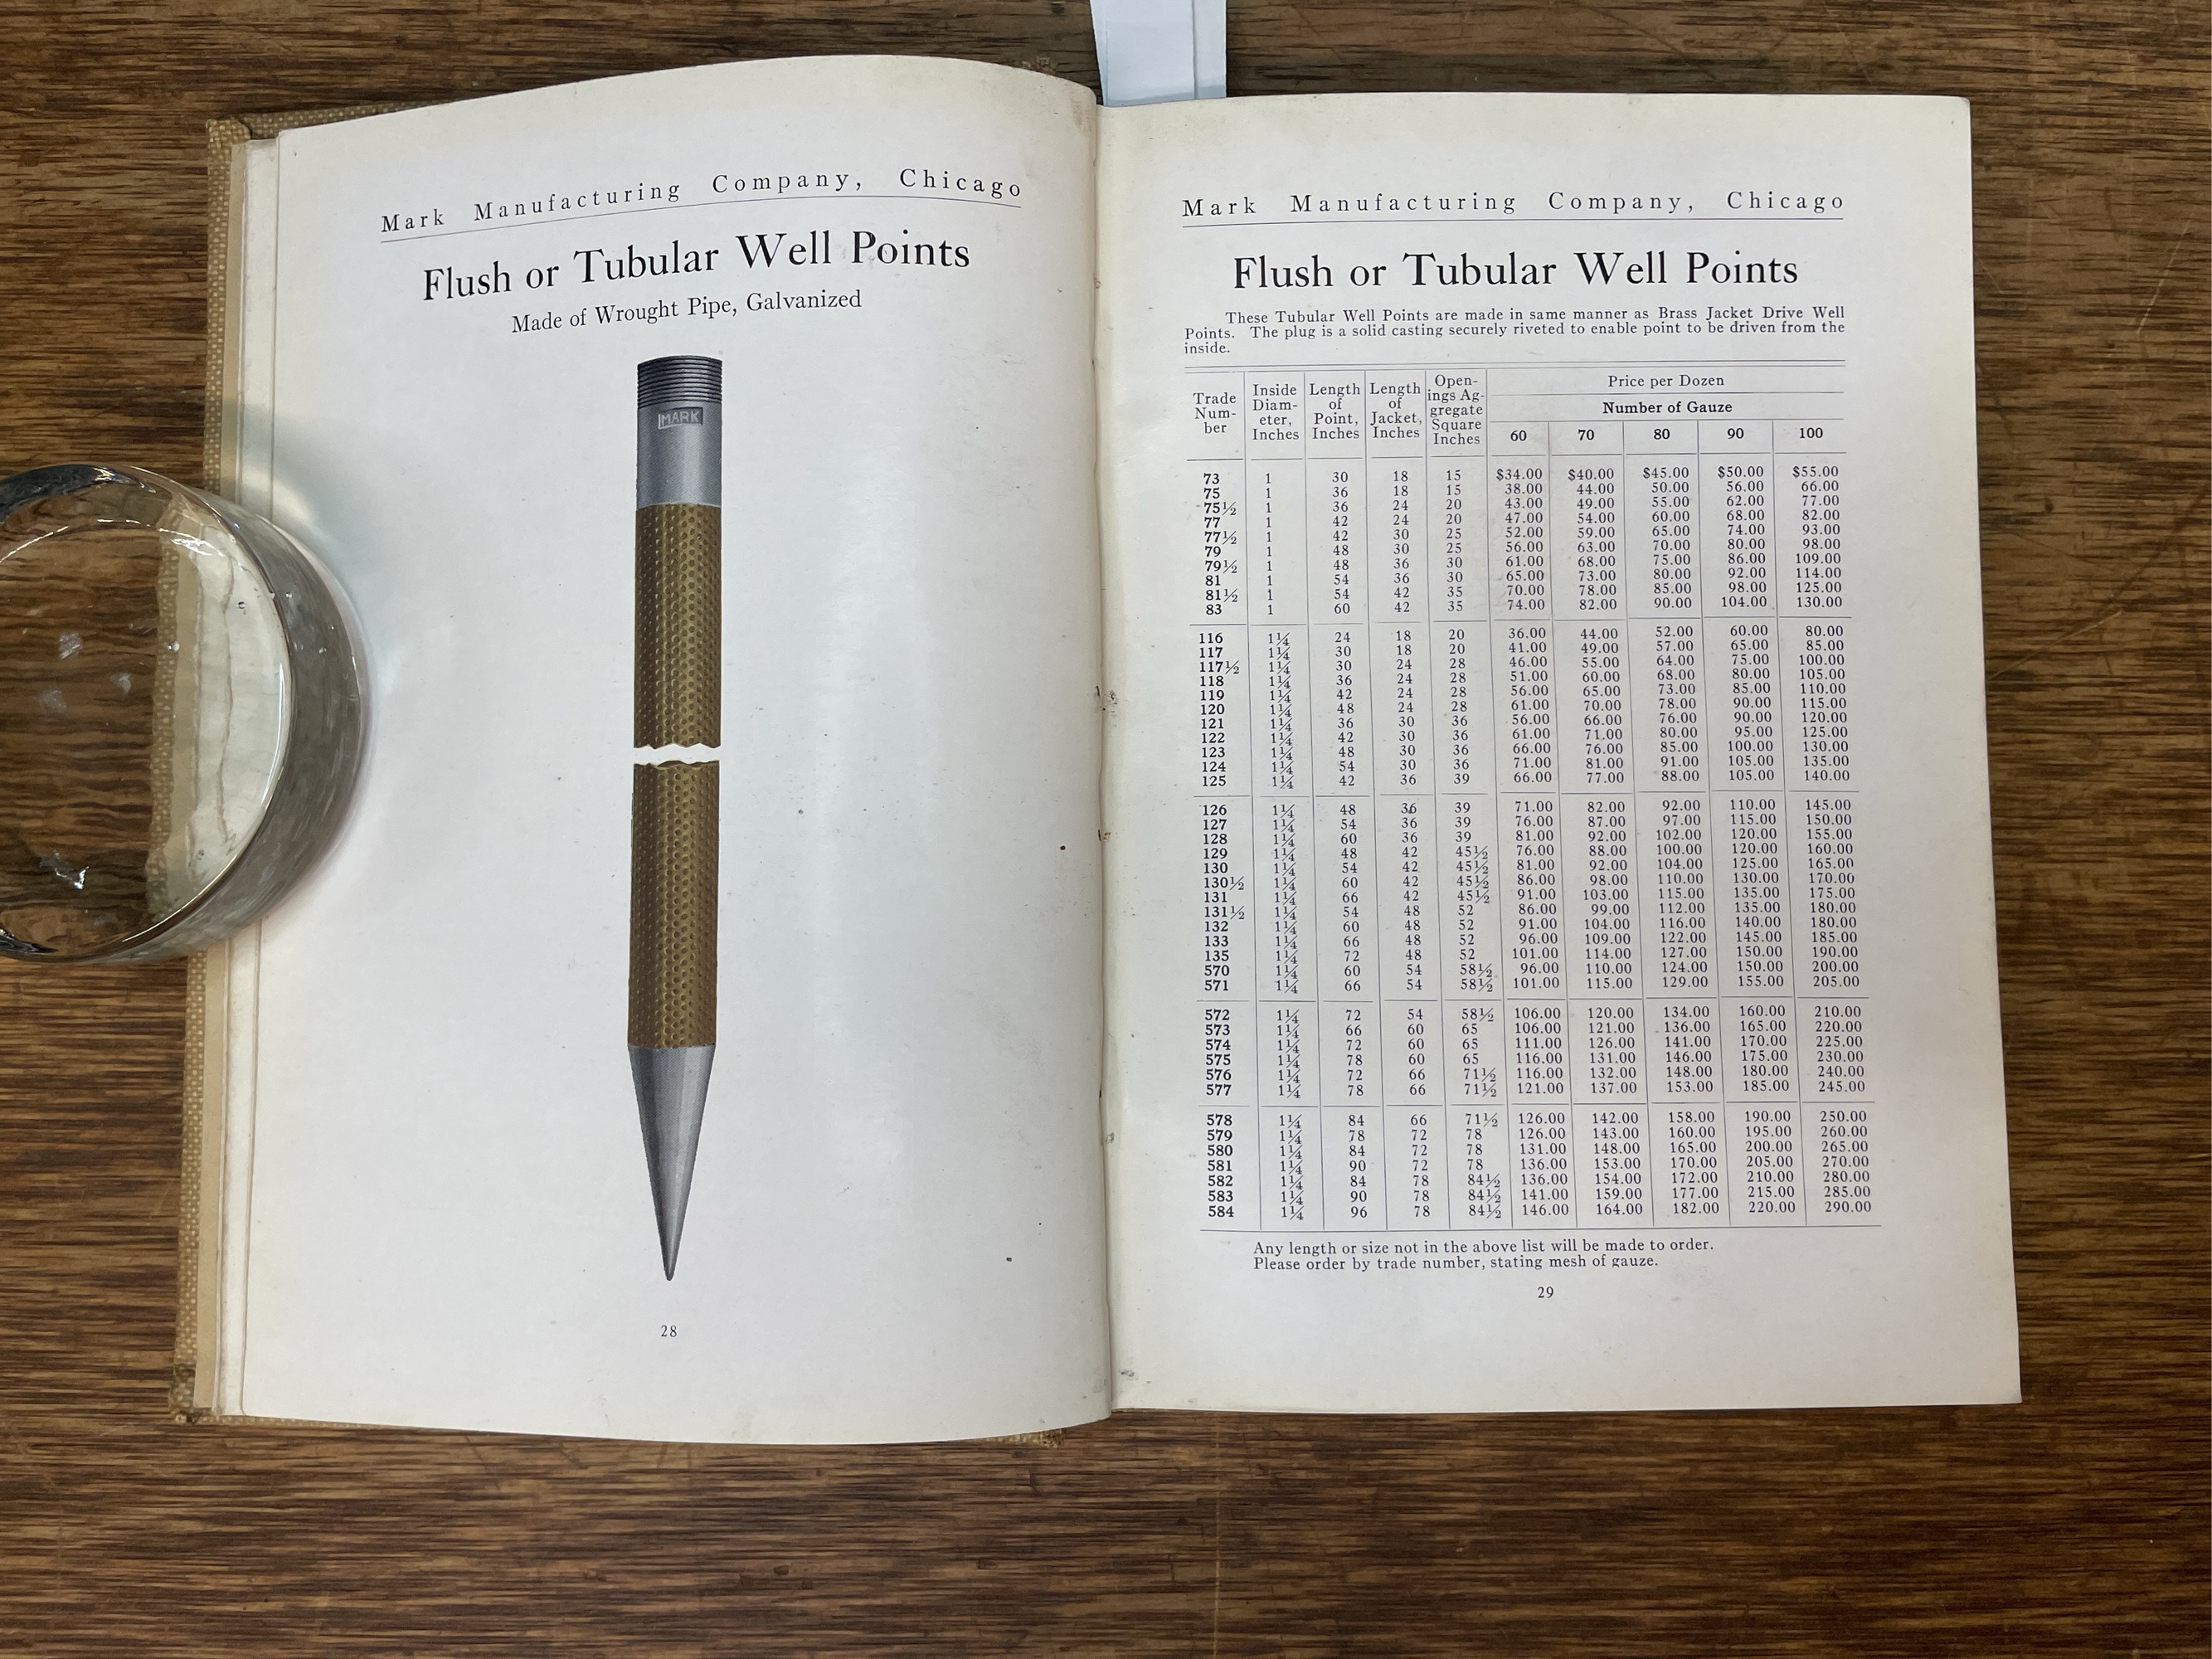 Mark Manufacturing Company, Chicago
Flush or Tubular Well Points
Made of Wrought Pipe, Galvanized
MARK
28
Mark Manufacturing Company, Chicago
Flush or Tubular Well Points
These Tubular Well Points are made in same manner as Brass Jacket Drive Well
Points. The plug is a solid casting securely riveted to enable point to be driven from the
inside.
Trade Num-ber Inside Diam-eter, Inches Length of Point, Inches Length of Jacket, Inches Open-ings Ag-gregate Square Inches Price per Dozen
Number of Gauze
60 70 80 90 100
73 1 30 18 15 $34.00 $40.00 $45.00 $50.00 $55.00
75 1 36 18 15 38.00 44.00 50.00 56.00 66.00
75½ 1 36 24 20 43.00 49.00 55.00 62.00 77.00
77 1 42 24 20 47.00 54.00 60.00 68.00 82.00
77½ 1 42 30 25 52.00 59.00 65.00 74.00 93.00
79 1 48 30 25 56.00 63.00 70.00 80.00 98.00
79½ 1 48 36 30 61.00 68.00 75.00 86.00 109.00
81 1 54 36 30 65.00 73.00 80.00 92.00 114.00
81½ 1 54 42 35 70.00 78.00 85.00 98.00 125.00
83 1 60 42 35 74.00 82.00 90.00 104.00 130.00
116 1¼ 24 18 20 36.00 44.00 52.00 60.00 80.00
117 1¼ 30 18 20 41.00 49.00 57.00 65.00 85.00
117½ 1¼ 30 24 28 46.00 55.00 64.00 75.00 100.00
118 1¼ 36 24 28 51.00 60.00 68.00 80.00 105.00
119 1¼ 42 24 28 56.00 65.00 73.00 85.00 110.00
120 1¼ 48 24 28 61.00 70.00 78.00 90.00 115.00
121 1¼ 36 30 36 56.00 66.00 76.00 90.00 120.00
122 1¼ 42 30 36 61.00 71.00 80.00 95.00 125.00
123 1¼ 48 30 36 66.00 76.00 85.00 100.00 130.00
124 1¼ 54 30 36 71.00 81.00 91.00 105.00 135.00
125 1¼ 42 36 39 66.00 77.00 88.00 105.00 140.00
126 1¼ 48 36 39 71.00 82.00 92.00 110.00 145.00
127 1¼ 54 36 39 76.00 87.00 97.00 115.00 150.00
128 1¼ 60 36 39 81.00 92.00 102.00 120.00 155.00
129 1¼ 48 42 45½ 76.00 88.00 100.00 120.00 160.00
130 1¼ 54 42 45½ 81.00 92.00 104.00 125.00 165.00
130½ 1¼ 60 42 45½ 86.00 98.00 110.00 130.00 170.00
131 1¼ 66 42 45½ 91.00 103.00 115.00 135.00 175.00
131½ 1¼ 54 48 52 86.00 99.00 112.00 135.00 180.00
132 1¼ 60 48 52 91.00 104.00 116.00 140.00 180.00
133 1¼ 66 48 52 96.00 109.00 122.00 145.00 185.00
135 1¼ 72 48 52 101.00 114.00 127.00 150.00 190.00
570 1¼ 60 54 58½ 96.00 110.00 124.00 150.00 200.00
571 1¼ 66 54 58½ 101.00 115.00 129.00 155.00 205.00
572 1¼ 72 54 58½ 106.00 120.00 134.00 160.00 210.00
573 1¼ 66 60 65 106.00 121.00 136.00 165.00 220.00
574 1¼ 72 60 65 111.00 126.00 141.00 170.00 225.00
575 1¼ 78 60 65 116.00 131.00 146.00 175.00 230.00
576 1¼ 72 66 71½ 116.00 132.00 148.00 180.00 240.00
577 1¼ 78 66 71½ 121.00 137.00 153.00 185.00 245.00
578 1¼ 84 66 71½ 126.00 142.00 158.00 190.00 250.00
579 1¼ 78 72 78 126.00 143.00 160.00 195.00 260.00
580 1¼ 84 72 78 131.00 148.00 165.00 200.00 265.00
581 1¼ 90 72 78 136.00 153.00 170.00 205.00 270.00
582 1¼ 84 78 84½ 136.00 154.00 172.00 210.00 280.00
583 1¼ 90 78 84½ 141.00 159.00 177.00 215.00 285.00
584 1¼ 96 78 84½ 146.00 164.00 182.00 220.00 290.00
Any length or size not in the above list will be made to order.
Please order by trade number, stating mesh of gauze.
29